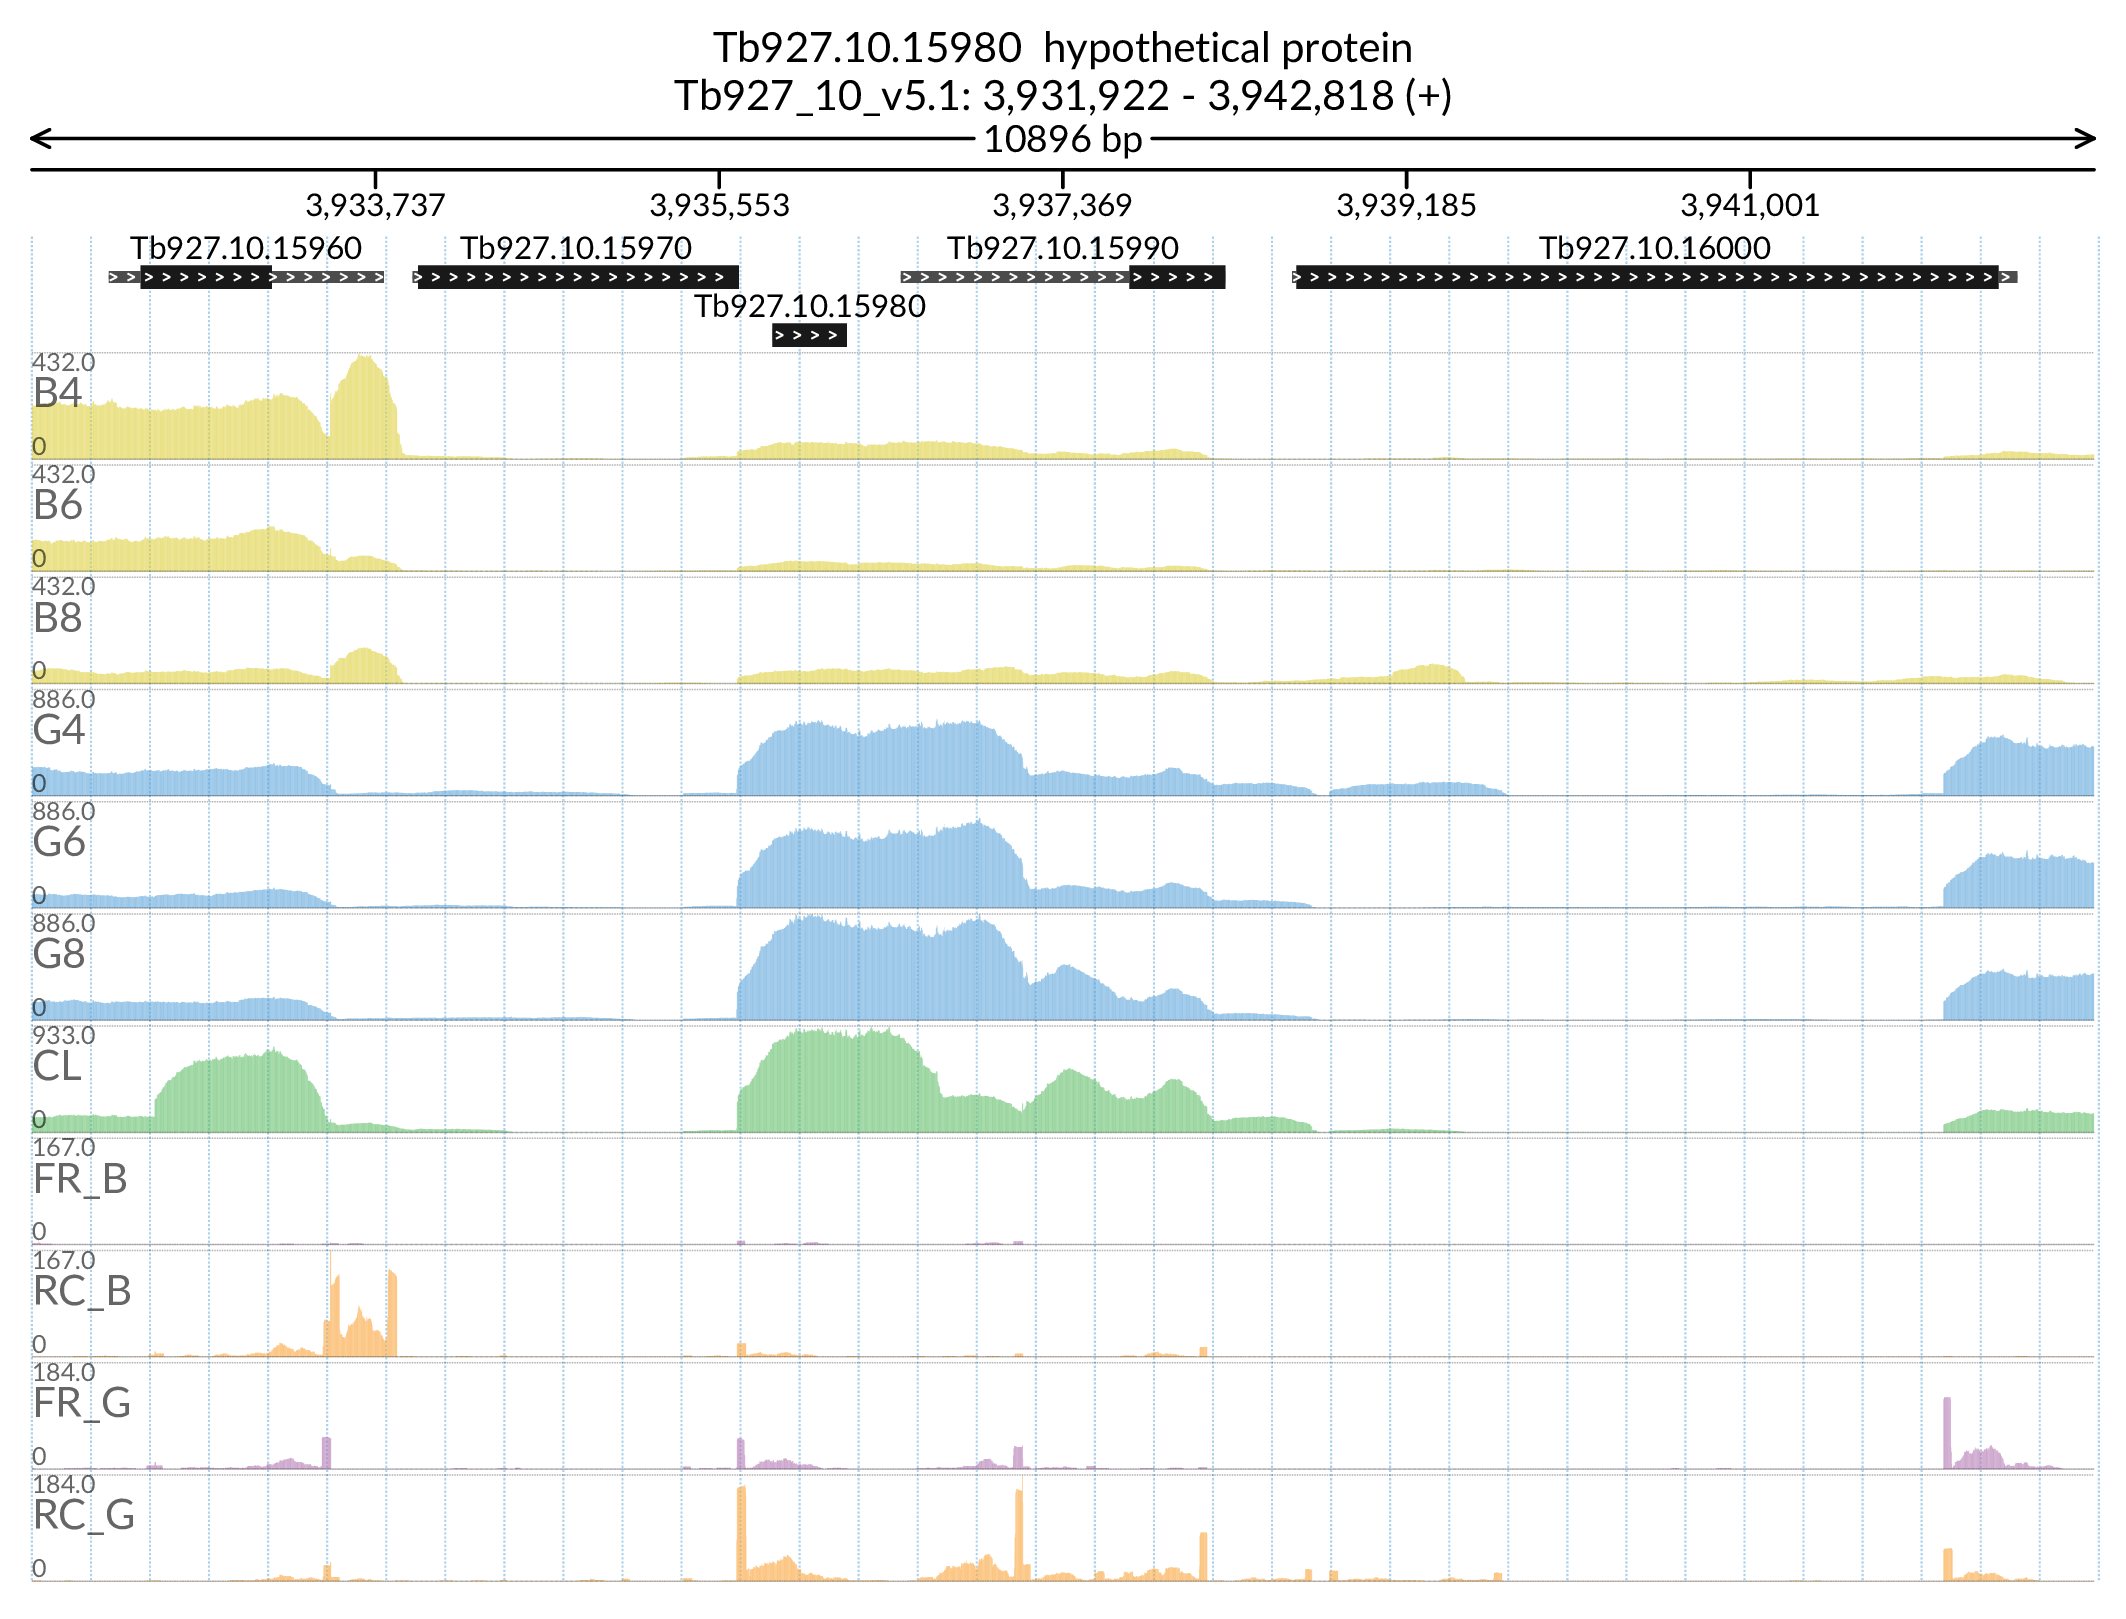 Tb927.10.15980  hypothetical protein
Tb927_10_v5.1: 3,931,922 - 3,942,818 (+)
10896 bp
3,933,737 3,935,553 3,937,369 3,939,185 3,941,001
Tb927.10.15960 Tb927.10.15970 Tb927.10.15990 Tb927.10.16000
Tb927.10.15980
432.0
B4
0
432.0
B6
0
432.0
B8
0
886.0
G4
0
886.0
G6
0
886.0
G8
0
933.0
CL
0
167.0
FR_B
0
167.0
RC_B
0
184.0
FR_G
0
184.0
RC_G
0